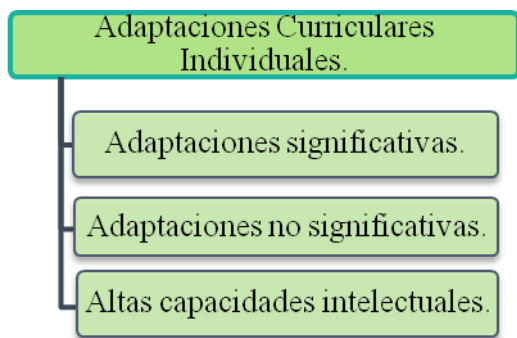 Adaptaciones Curriculares
Individuales.
Adaptaciones significativas.
Adaptaciones no significativas.
Altas capacidades intelectuales.